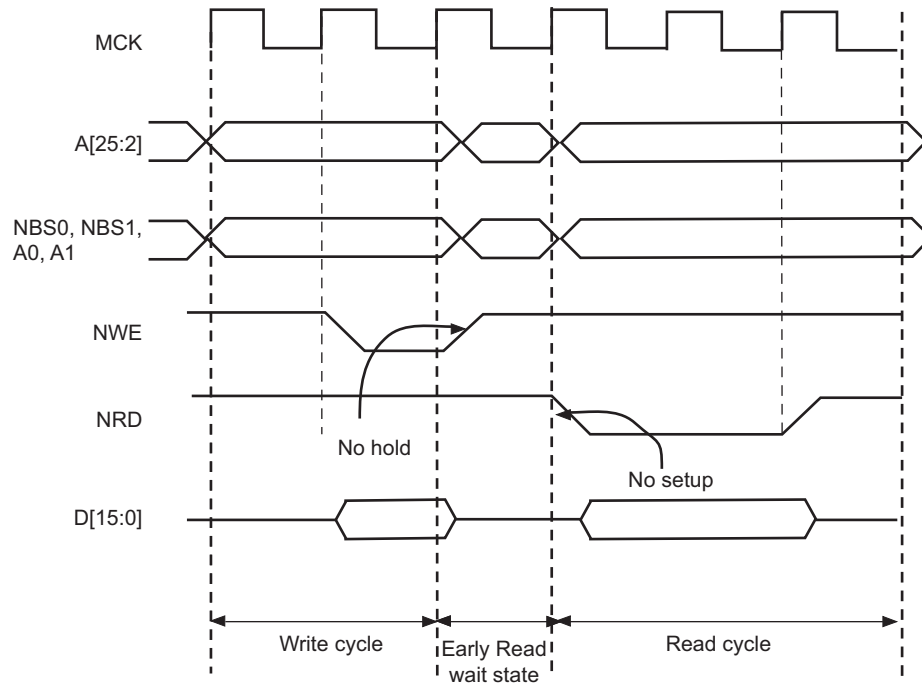 MCK
A[25:2]
NBS0, NBS1,
A0, A1
NWE
NRD
No hold
No setup
D[15:0]
Write cycle
Early Read
wait state
Read cycle